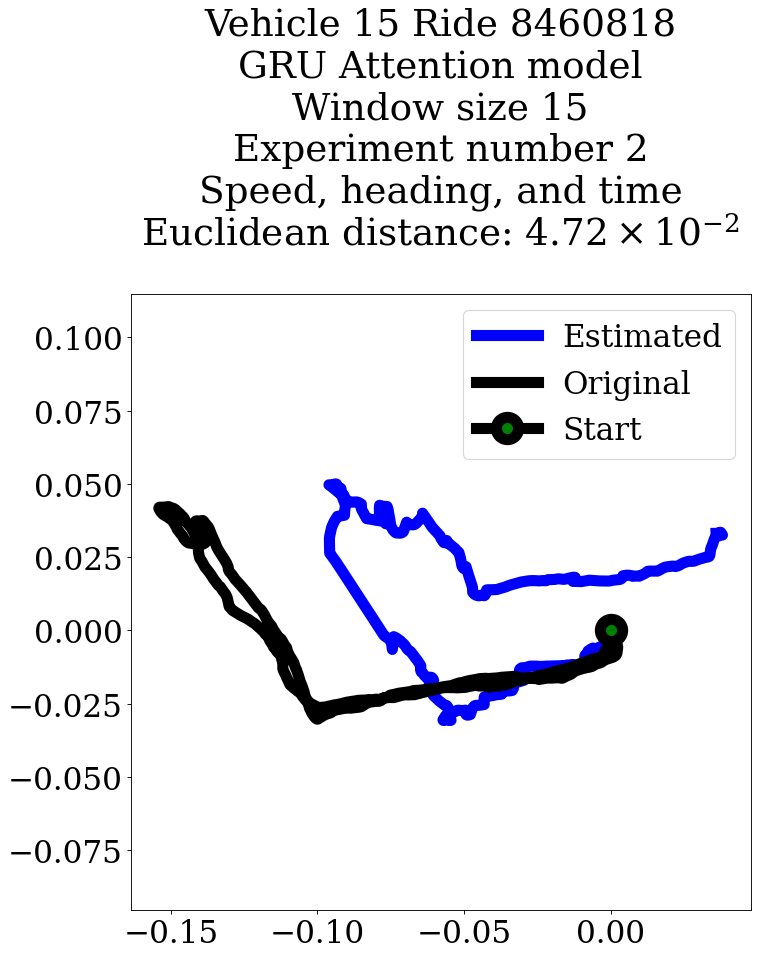 Vehicle 15 Ride 8460818
GRU Attention model
Window size 15
Experiment number 2
Speed, heading, and time
Euclidean distance: 4.72 × 10⁻²
Estimated
Original
Start
0.100
0.075
0.050
0.025
0.000
−0.025
−0.050
−0.075
−0.15 −0.10 −0.05 0.00